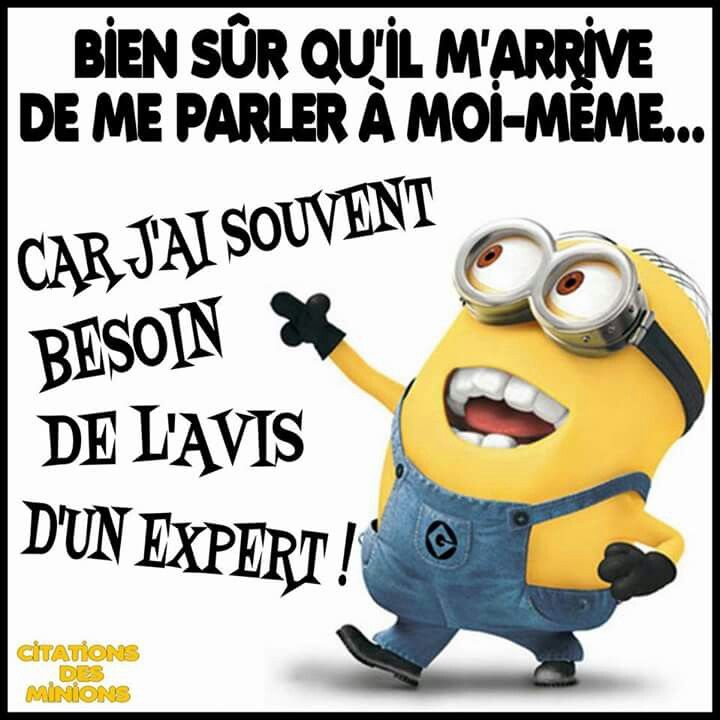 BiEN SÛR QU'iL M'ARRiVE
DE ME PARLER À MOi-MÊME...
CAR J'AI SOUVENT
BESOIN
DE L'AVIS
D'UN EXPERT !
CiTATiONS
DES
MiNiONS